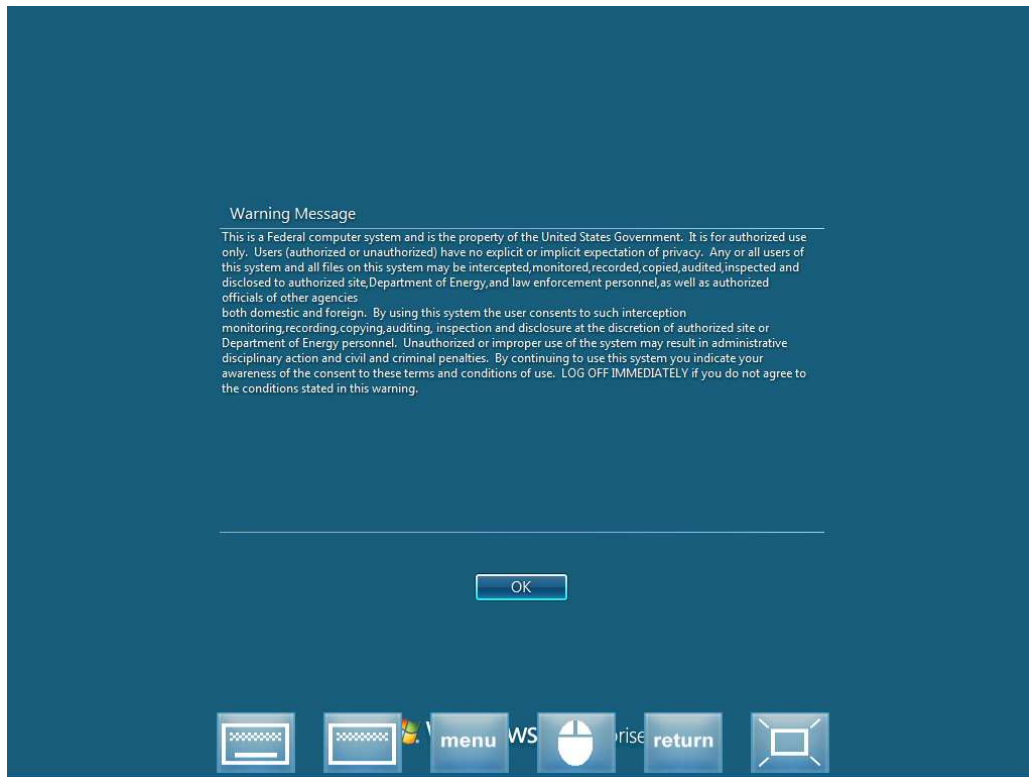 Warning Message
This is a Federal computer system and is the property of the United States Government.  It is for authorized use
only.  Users (authorized or unauthorized) have no explicit or implicit expectation of privacy.  Any or all users of
this system and all files on this system may be intercepted,monitored,recorded,copied,audited,inspected and
disclosed to authorized site,Department of Energy,and law enforcement personnel,as well as authorized
officials of other agencies
both domestic and foreign.  By using this system the user consents to such interception
monitoring,recording,copying,auditing, inspection and disclosure at the discretion of authorized site or
Department of Energy personnel.  Unauthorized or improper use of the system may result in administrative
disciplinary action and civil and criminal penalties.  By continuing to use this system you indicate your
awareness of the consent to these terms and conditions of use.  LOG OFF IMMEDIATELY if you do not agree to
the conditions stated in this warning.
OK
menu return